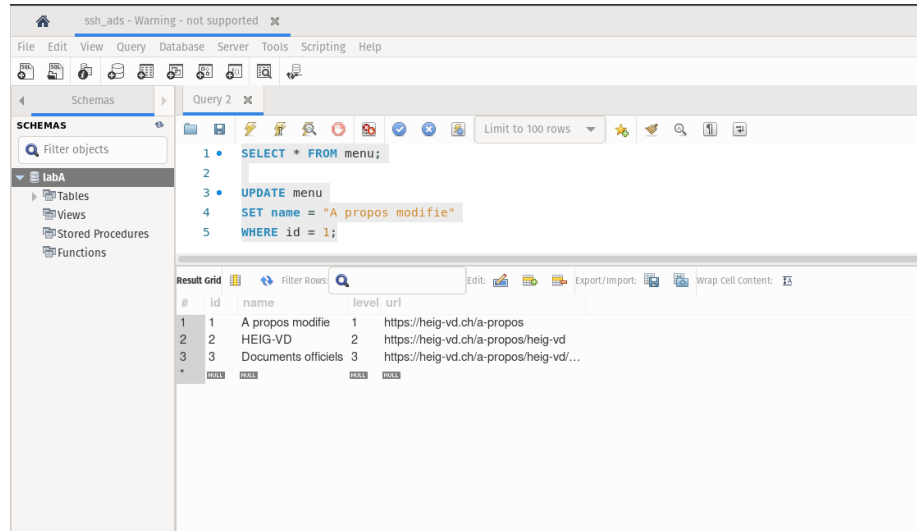 ssh_ads - Warning - not supported
File Edit View Query Database Server Tools Scripting Help
Schemas
Query 2
SCHEMAS
Limit to 100 rows
Filter objects
1 SELECT * FROM menu;
labA
2
Tables
3 UPDATE menu
Views
4 SET name = "A propos modifie"
Stored Procedures
5 WHERE id = 1;
Functions
Result Grid Filter Rows: Edit: Export/Import: Wrap Cell Content:
# id name level url
1 1 A propos modifie 1 https://heig-vd.ch/a-propos
2 2 HEIG-VD 2 https://heig-vd.ch/a-propos/heig-vd
3 3 Documents officiels 3 https://heig-vd.ch/a-propos/heig-vd/...
* NULL NULL NULL NULL